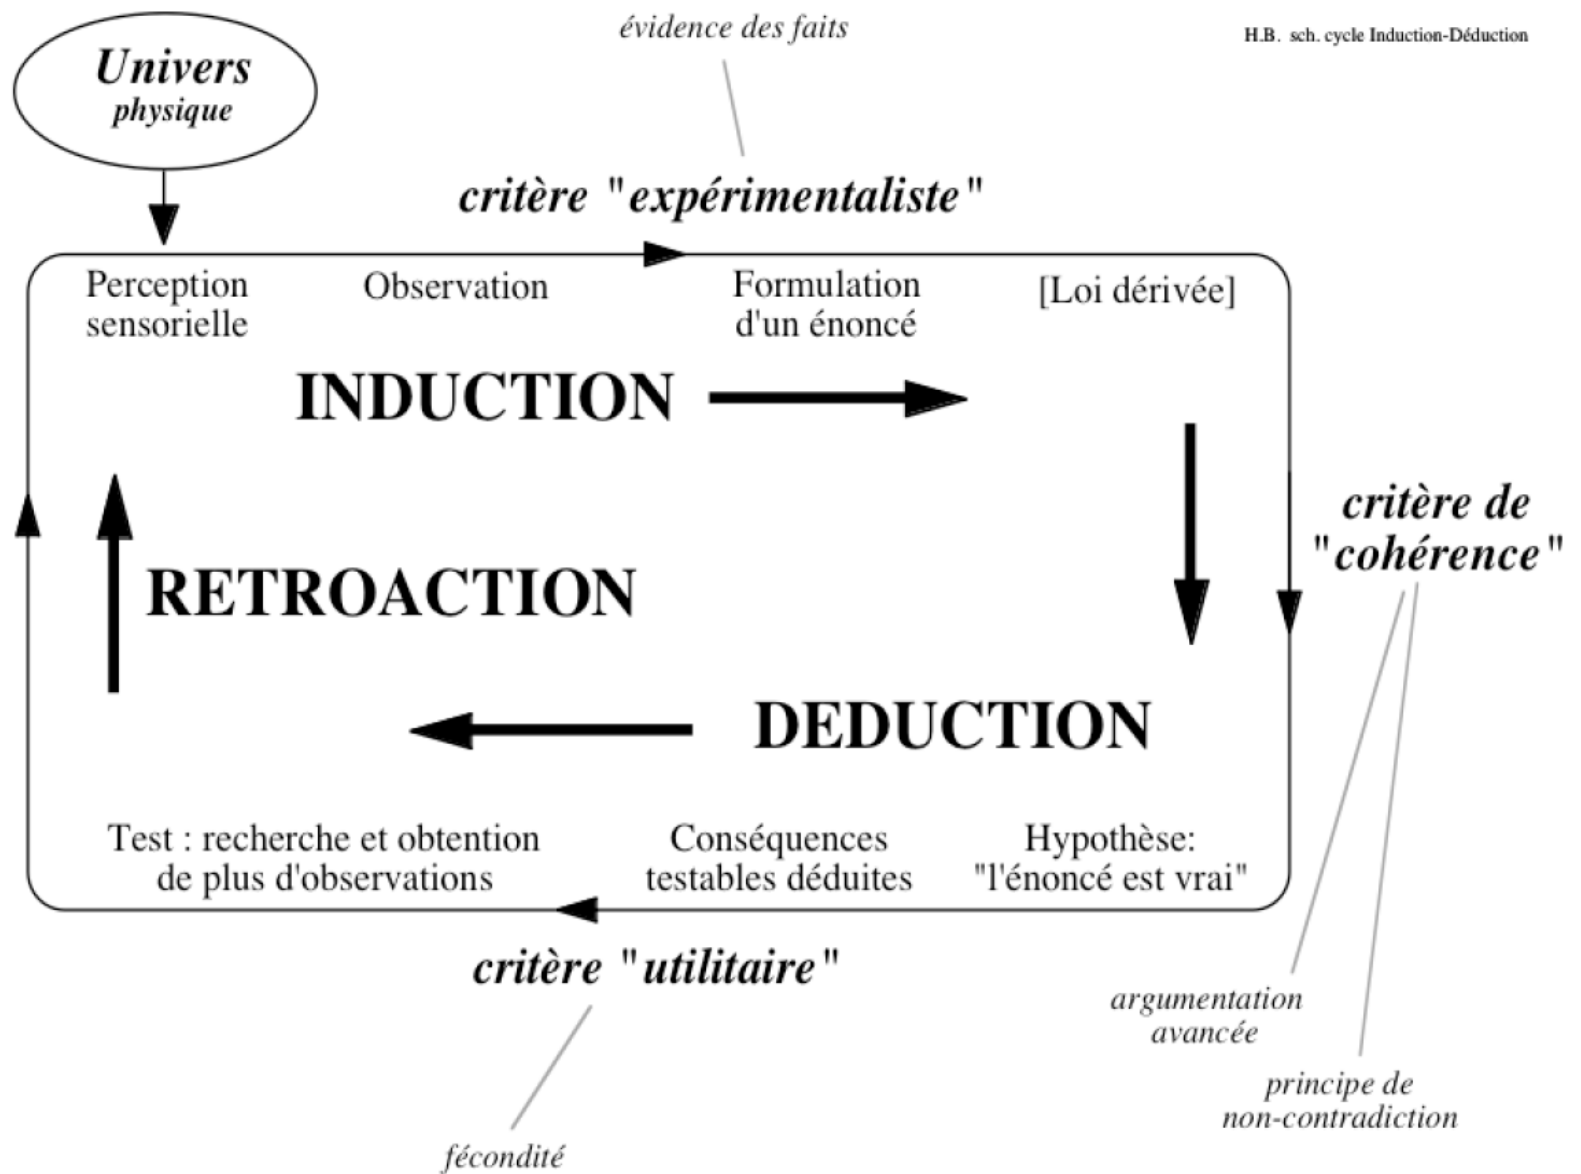 évidence des faits
H.B. sch. cycle Induction-Déduction
Univers
physique
critère "expérimentaliste"
Perception
sensorielle
Observation
Formulation
d'un énoncé
[Loi dérivée]
INDUCTION
critère de
"cohérence"
RETROACTION
DEDUCTION
Test : recherche et obtention
de plus d'observations
Conséquences
testables déduites
Hypothèse:
"l'énoncé est vrai"
critère "utilitaire"
argumentation
avancée
principe de
non-contradiction
fécondité